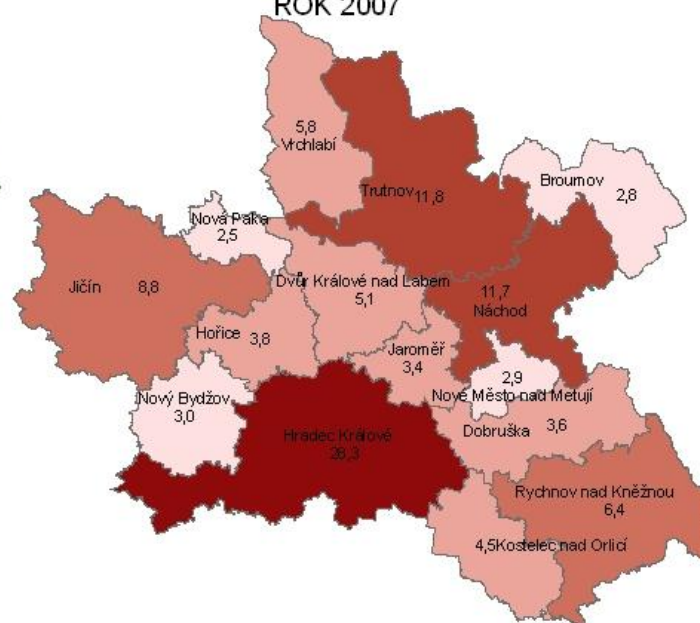 ROK 2007
5,8
Vrchlabí
Trutnov 11,8
Broumov 2,8
Nová Paka
2,5
Jičín 8,8
Dvůr Králové nad Labem
5,1
11,7
Náchod
Hořice 3,8
Jaroměř
3,4
2,9
Nové Město nad Metují
Nový Bydžov
3,0
Hradec Králové
28,3
Dobruška 3,6
Rychnov nad Kněžnou
6,4
4,5 Kostelec nad Orlicí